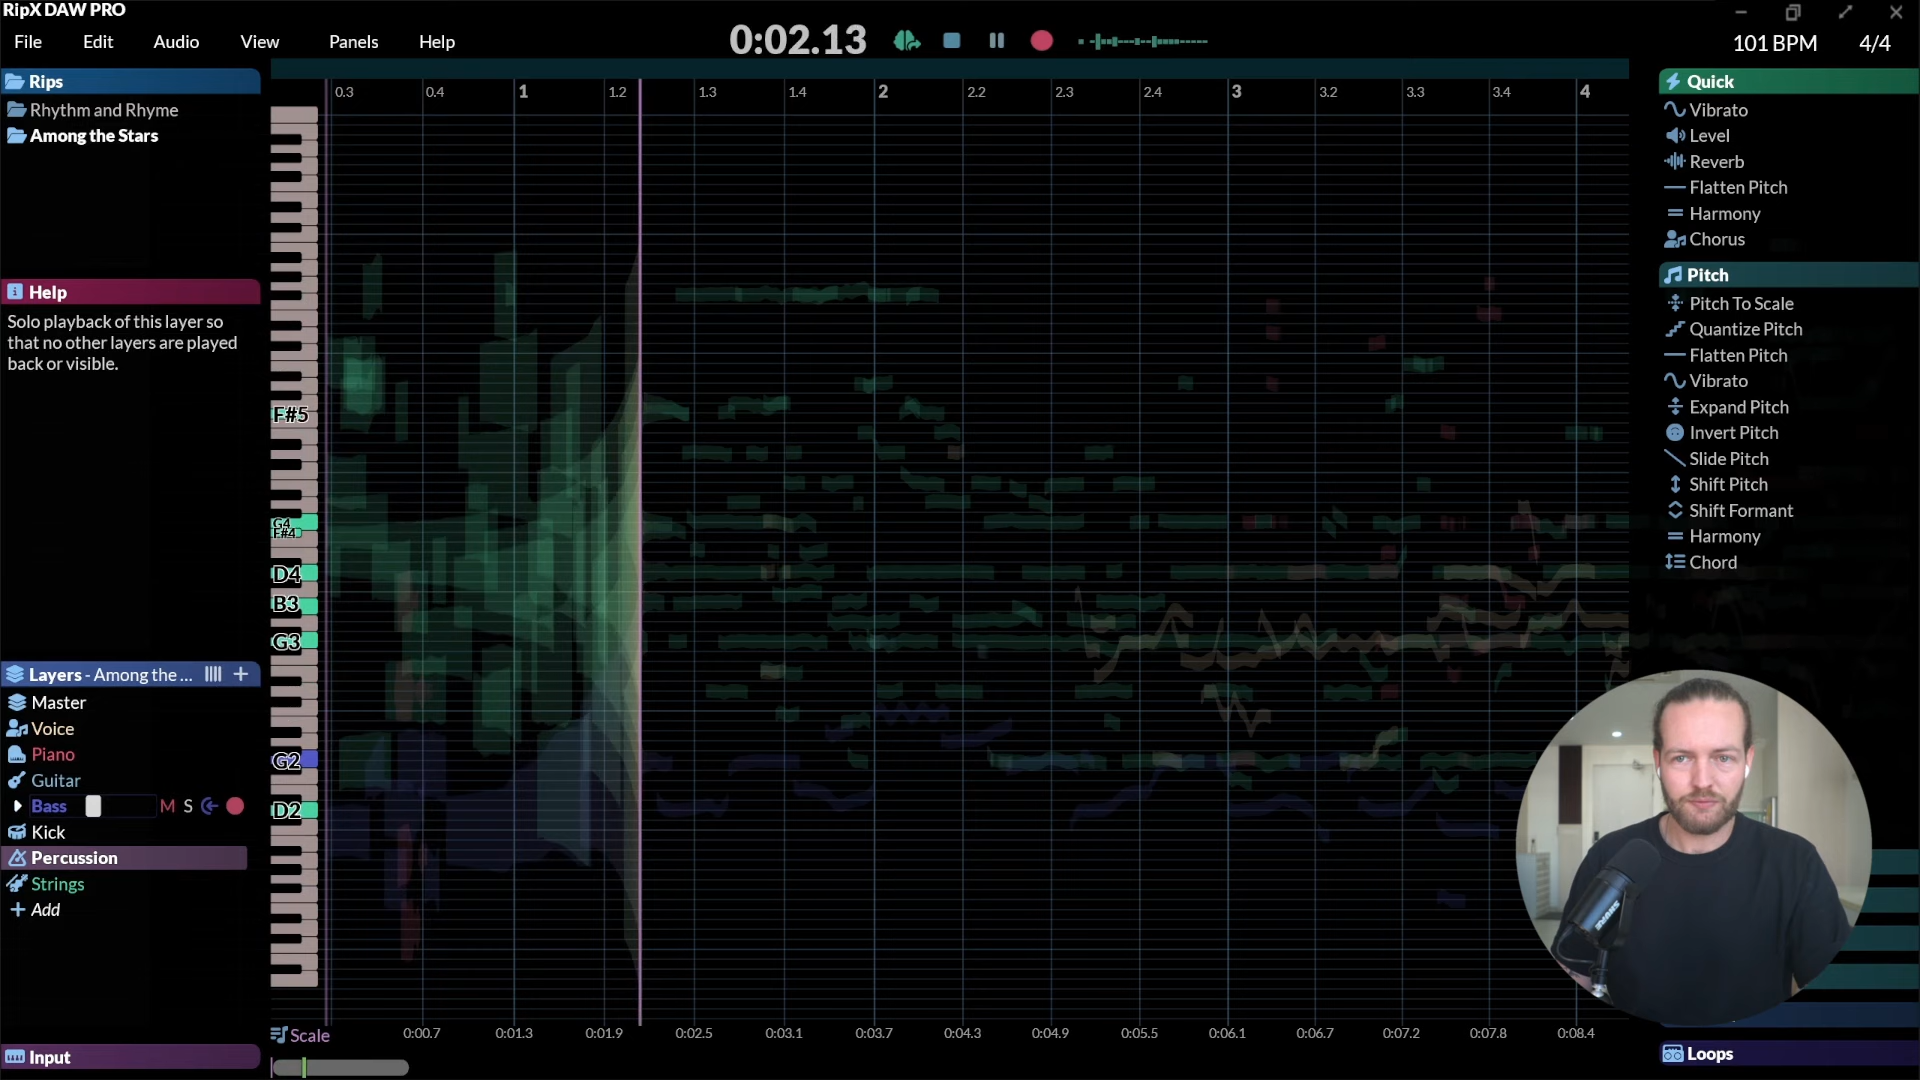 RipX DAW PRO
File Edit Audio View Panels Help
0:02.13
101 BPM 4/4
Rips
Rhythm and Rhyme
Among the Stars
Help
Solo playback of this layer so
that no other layers are played
back or visible.
Layers - Among the ...
Master
Voice
Piano
Guitar
Bass M S
Kick
Percussion
Strings
Add
Input
0.3 0.4 1 1.2 1.3 1.4 2 2.2 2.3 2.4 3 3.2 3.3 3.4 4
F#5
G4
F#4
D4
B3
G3
G2
D2
Scale 0:00.7 0:01.3 0:01.9 0:02.5 0:03.1 0:03.7 0:04.3 0:04.9 0:05.5 0:06.1 0:06.7 0:07.2 0:07.8 0:08.4
Quick
Vibrato
Level
Reverb
Flatten Pitch
Harmony
Chorus
Pitch
Pitch To Scale
Quantize Pitch
Flatten Pitch
Vibrato
Expand Pitch
Invert Pitch
Slide Pitch
Shift Pitch
Shift Formant
Harmony
Chord
SHURE
Loops